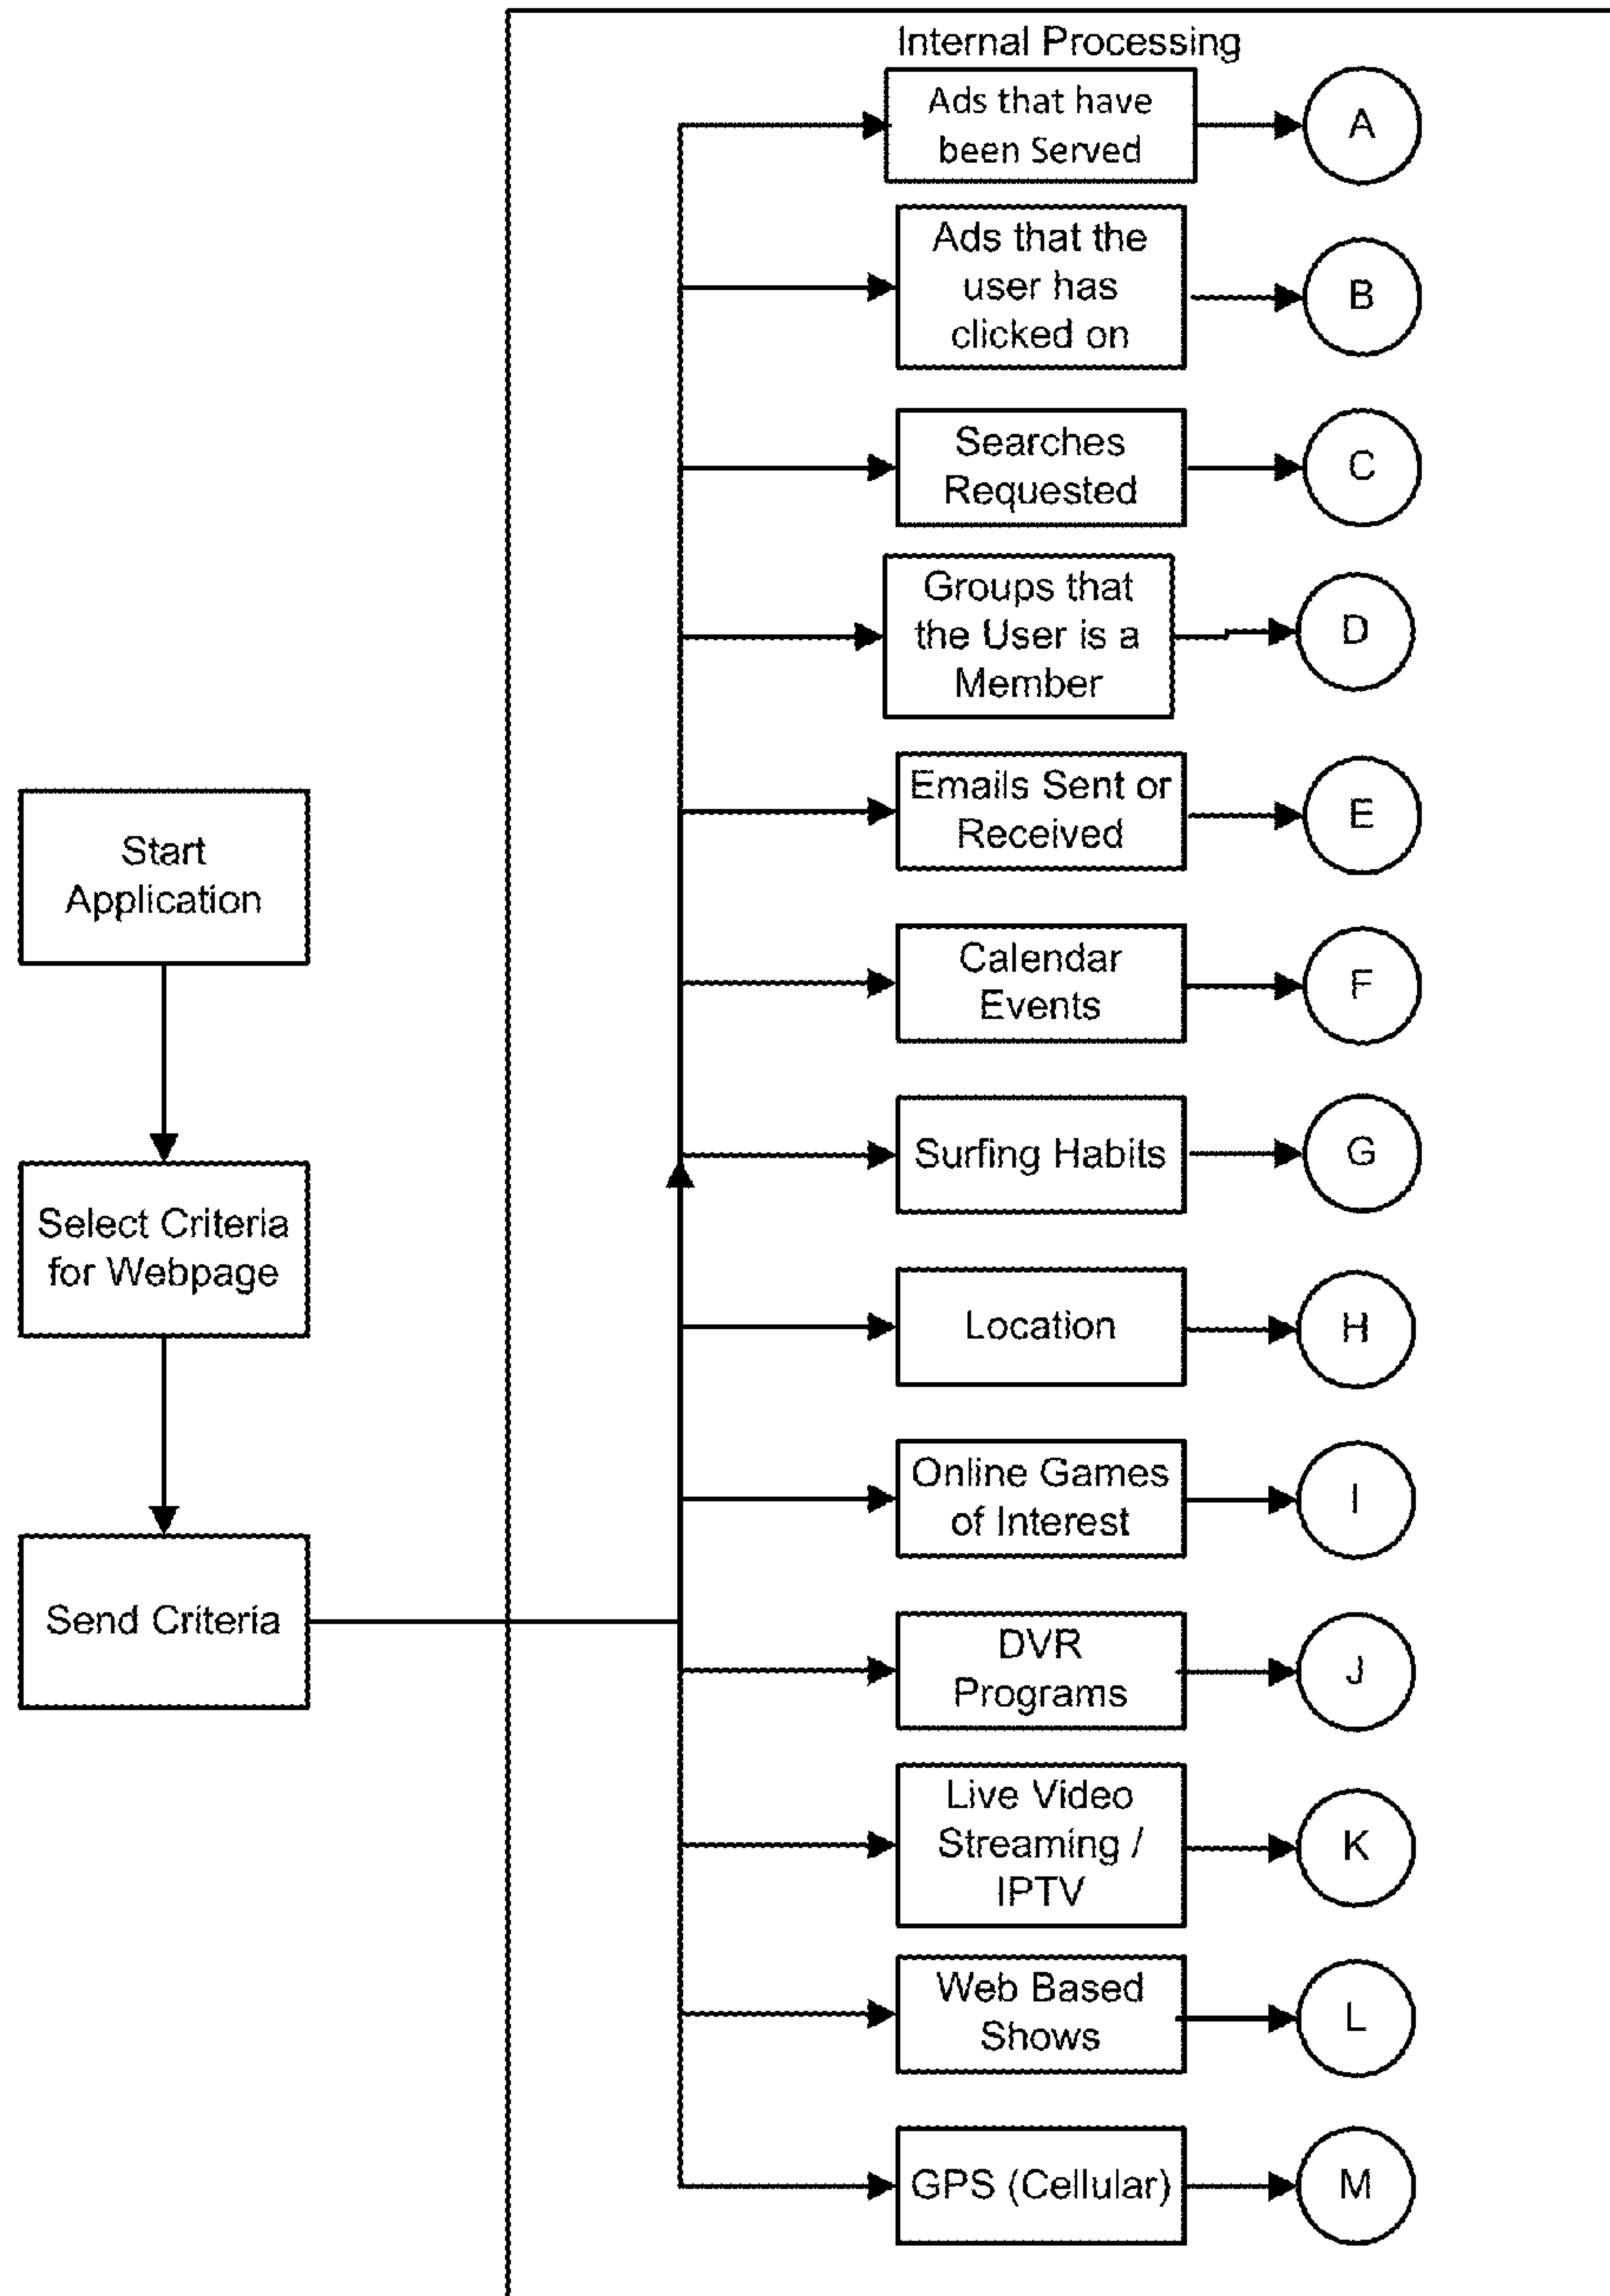 Internal Processing
Ads that have
been Served
A
Ads that the
user has
clicked on
B
Searches
Requested
C
Groups that
the User is a
Member
D
Emails Sent or
Received
E
Calendar
Events
F
Surfing Habits
G
Location
H
Online Games
of Interest
I
DVR
Programs
J
Live Video
Streaming /
IPTV
K
Web Based
Shows
L
GPS (Cellular)
M
Start
Application
Select Criteria
for Webpage
Send Criteria